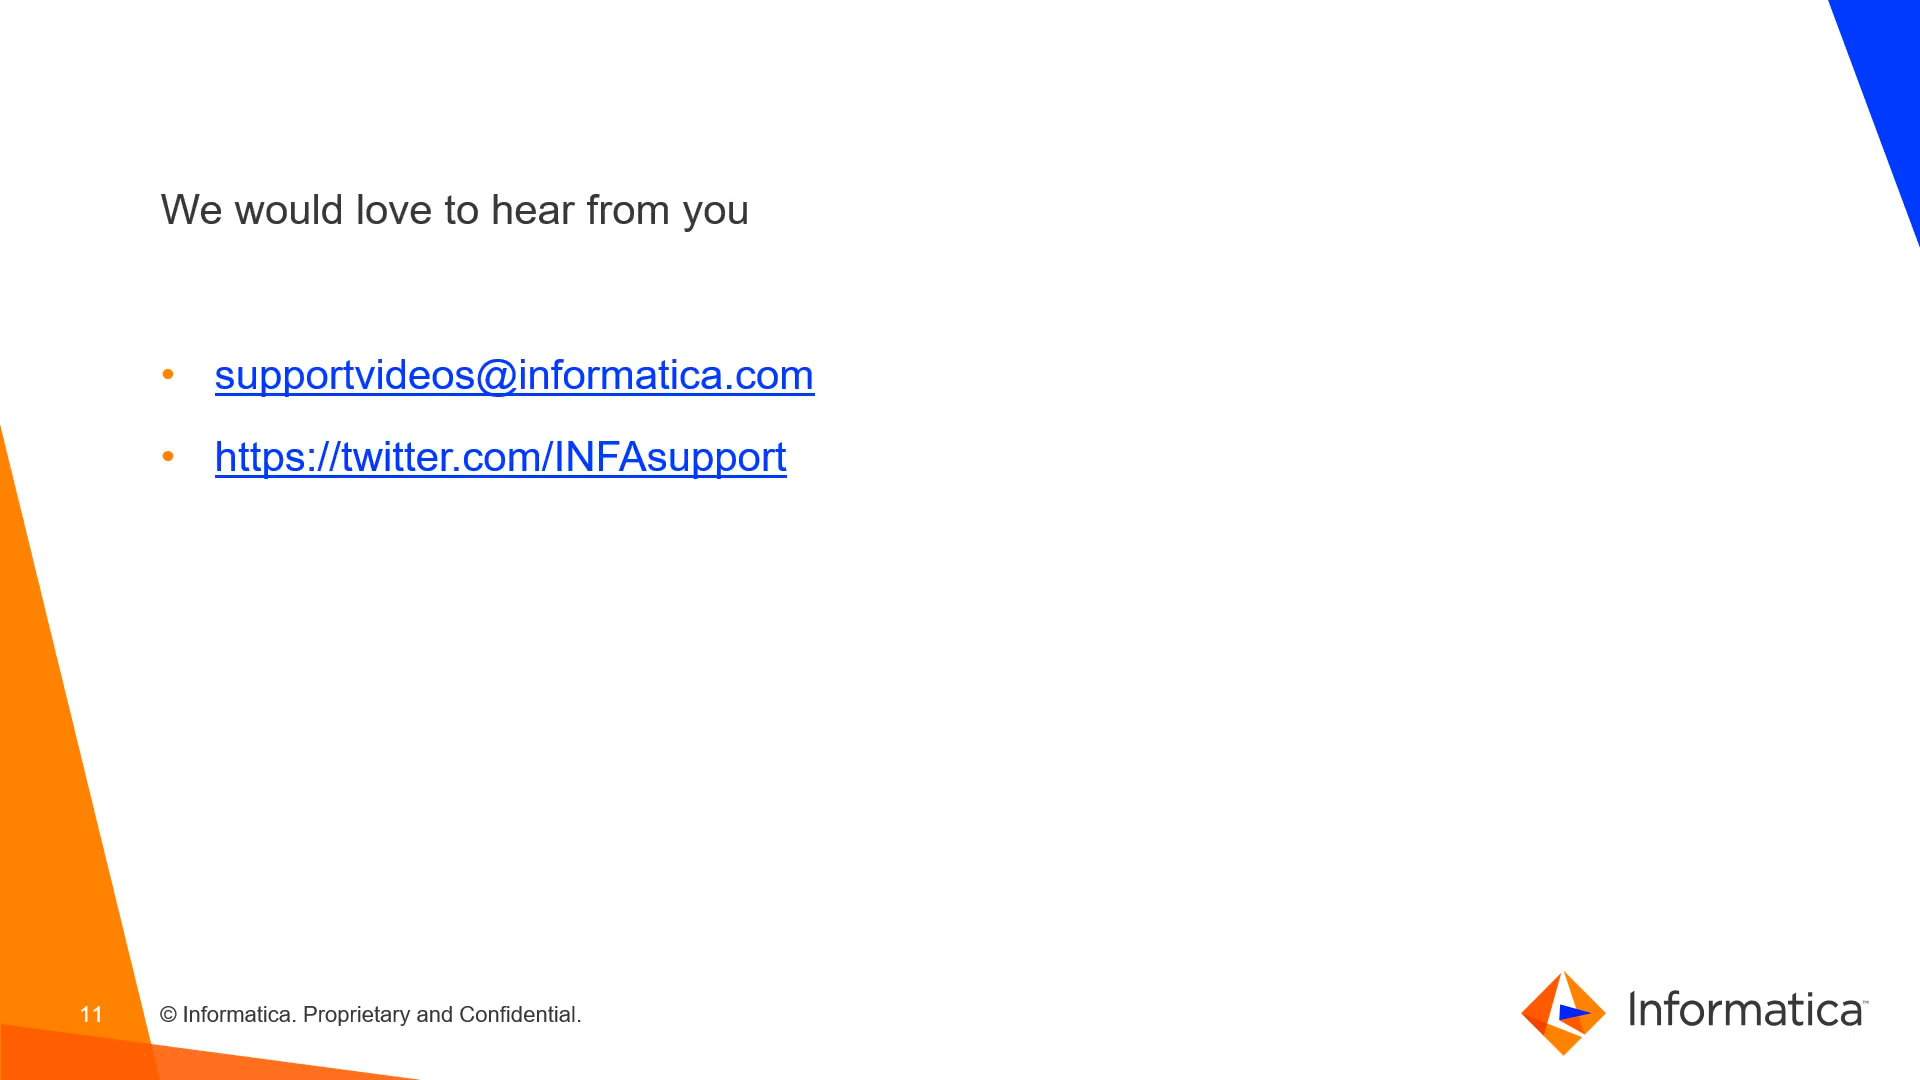 We would love to hear from you
• supportvideos@informatica.com
• https://twitter.com/INFAsupport
11
© Informatica. Proprietary and Confidential.
Informatica™